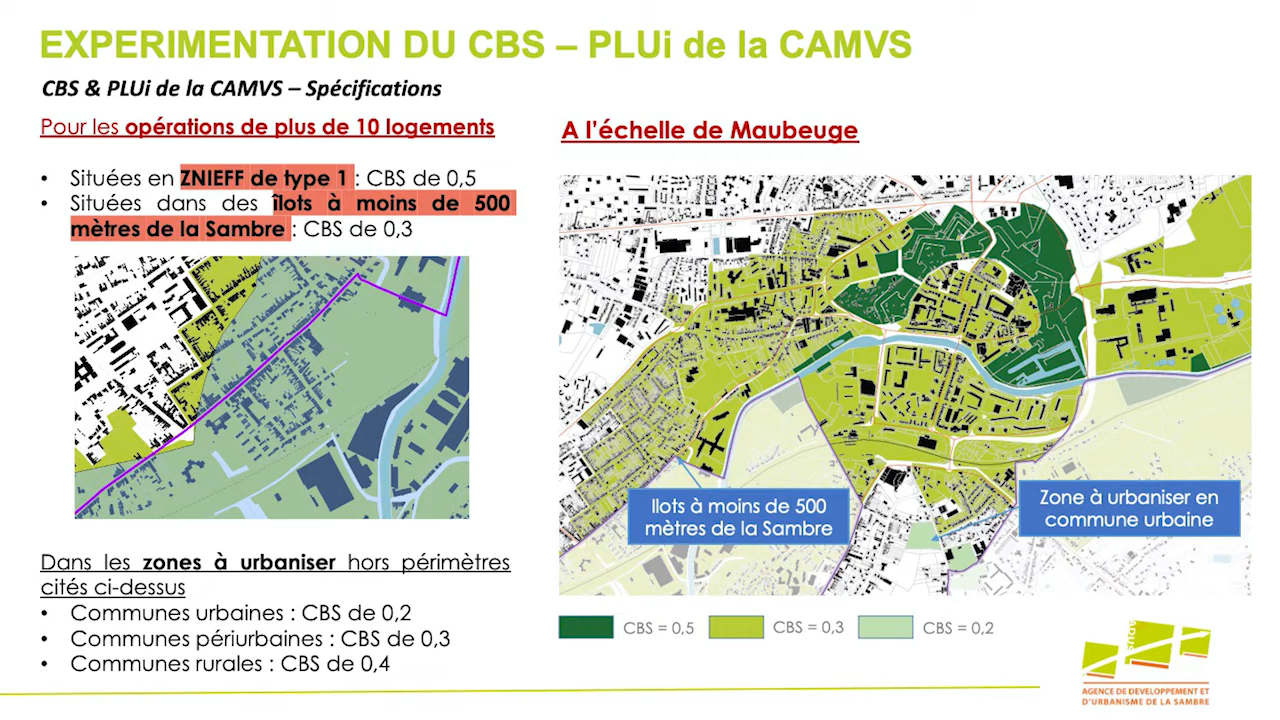 EXPERIMENTATION DU CBS – PLUi de la CAMVS
CBS & PLUi de la CAMVS – Spécifications
Pour les opérations de plus de 10 logements
• Situées en ZNIEFF de type 1 : CBS de 0,5
• Situées dans des îlots à moins de 500
mètres de la Sambre : CBS de 0,3
Dans les zones à urbaniser hors périmètres
cités ci-dessus
• Communes urbaines : CBS de 0,2
• Communes périurbaines : CBS de 0,3
• Communes rurales : CBS de 0,4
A l’échelle de Maubeuge
Ilots à moins de 500
mètres de la Sambre
Zone à urbaniser en
commune urbaine
CBS = 0,5
CBS = 0,3
CBS = 0,2
AGENCE DE DEVELOPPEMENT ET
D'URBANISME DE LA SAMBRE